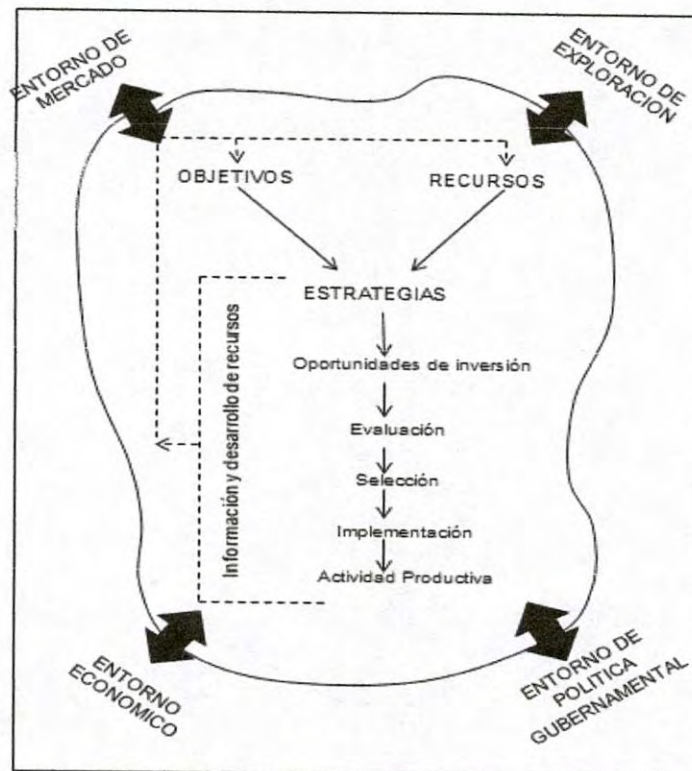 ENTORNO DE
MERCADO
ENTORNO DE
EXPLORACION
OBJETIVOS
RECURSOS
ESTRATEGIAS
Información y desarrollo de recursos
Oportunidades de inversión
Evaluación
Selección
Implementación
Actividad Productiva
ENTORNO
ECONOMICO
ENTORNO DE
POLITICA
GUBERNAMENTAL